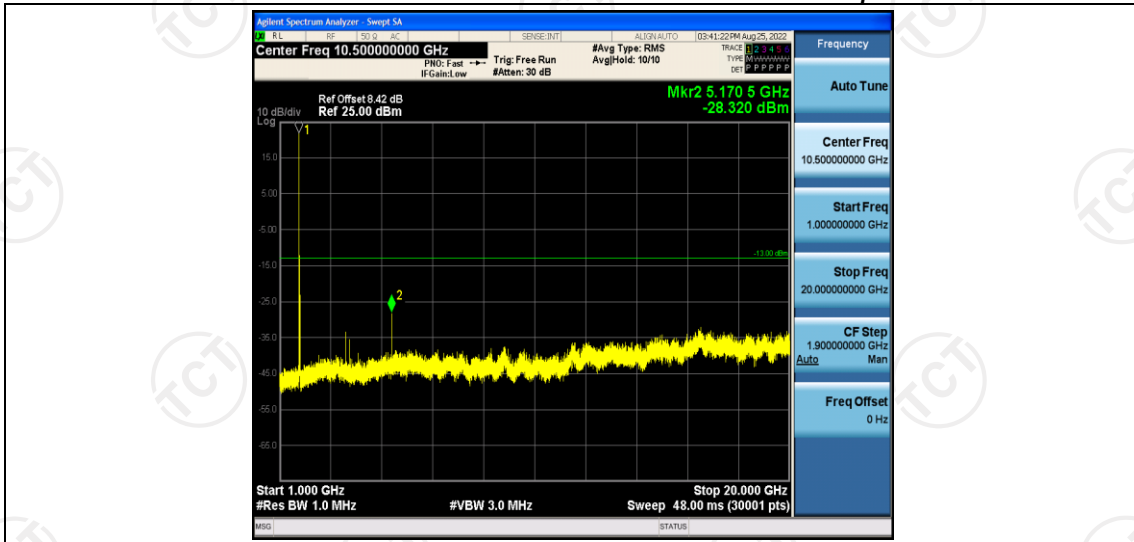 Agilent Spectrum Analyzer - Swept SA
RL RF 50 Ω AC SENSE:INT ALIGN AUTO 03:41:22 PM Aug 25, 2022
Center Freq 10.500000000 GHz
PNO: Fast
IFGain:Low
Trig: Free Run
#Atten: 30 dB
#Avg Type: RMS
Avg|Hold: 10/10
TRACE 1 2 3 4 5 6
TYPE M
DET P P P P P P
Frequency
Mkr2 5.170 5 GHz
-28.320 dBm
Ref Offset 8.42 dB
10 dB/div Ref 25.00 dBm
Log
1
15.0
5.00
-5.00
-13.00 dBm
-15.0
-25.0
2
-35.0
-45.0
-55.0
-65.0
Start 1.000 GHz Stop 20.000 GHz
#Res BW 1.0 MHz #VBW 3.0 MHz Sweep 48.00 ms (30001 pts)
MSG STATUS
Auto Tune
Center Freq
10.500000000 GHz
Start Freq
1.000000000 GHz
Stop Freq
20.000000000 GHz
CF Step
1.900000000 GHz
Auto Man
Freq Offset
0 Hz
TCT
TCT
TCT
TCT